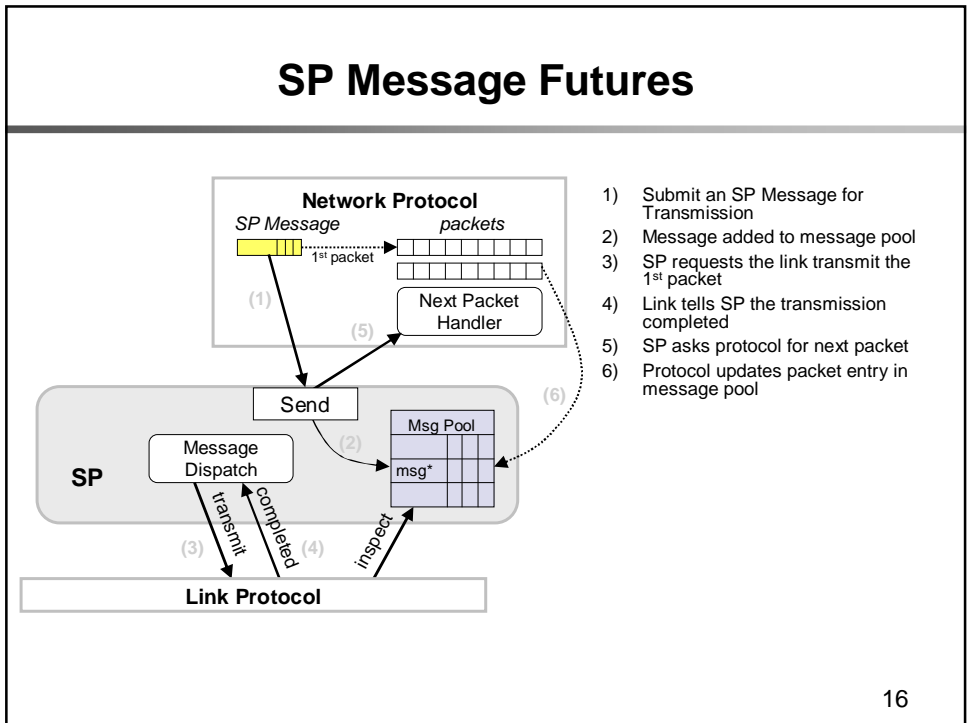 SP Message Futures
Network Protocol
SP Message
packets
1st packet
(1)
Next Packet
Handler
(5)
Send
(6)
Msg Pool
(2)
Message
Dispatch
msg*
SP
transmit
completed
inspect
(3)
(4)
Link Protocol
1) Submit an SP Message for
Transmission
2) Message added to message pool
3) SP requests the link transmit the
1st packet
4) Link tells SP the transmission
completed
5) SP asks protocol for next packet
6) Protocol updates packet entry in
message pool
16